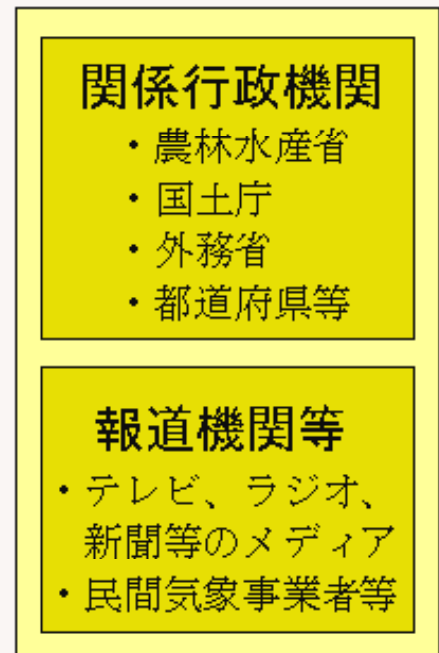 関係行政機関
・農林水産省
・国土庁
・外務省
・都道府県等
報道機関等
・テレビ、ラジオ、
新聞等のメディア
・民間気象事業者等